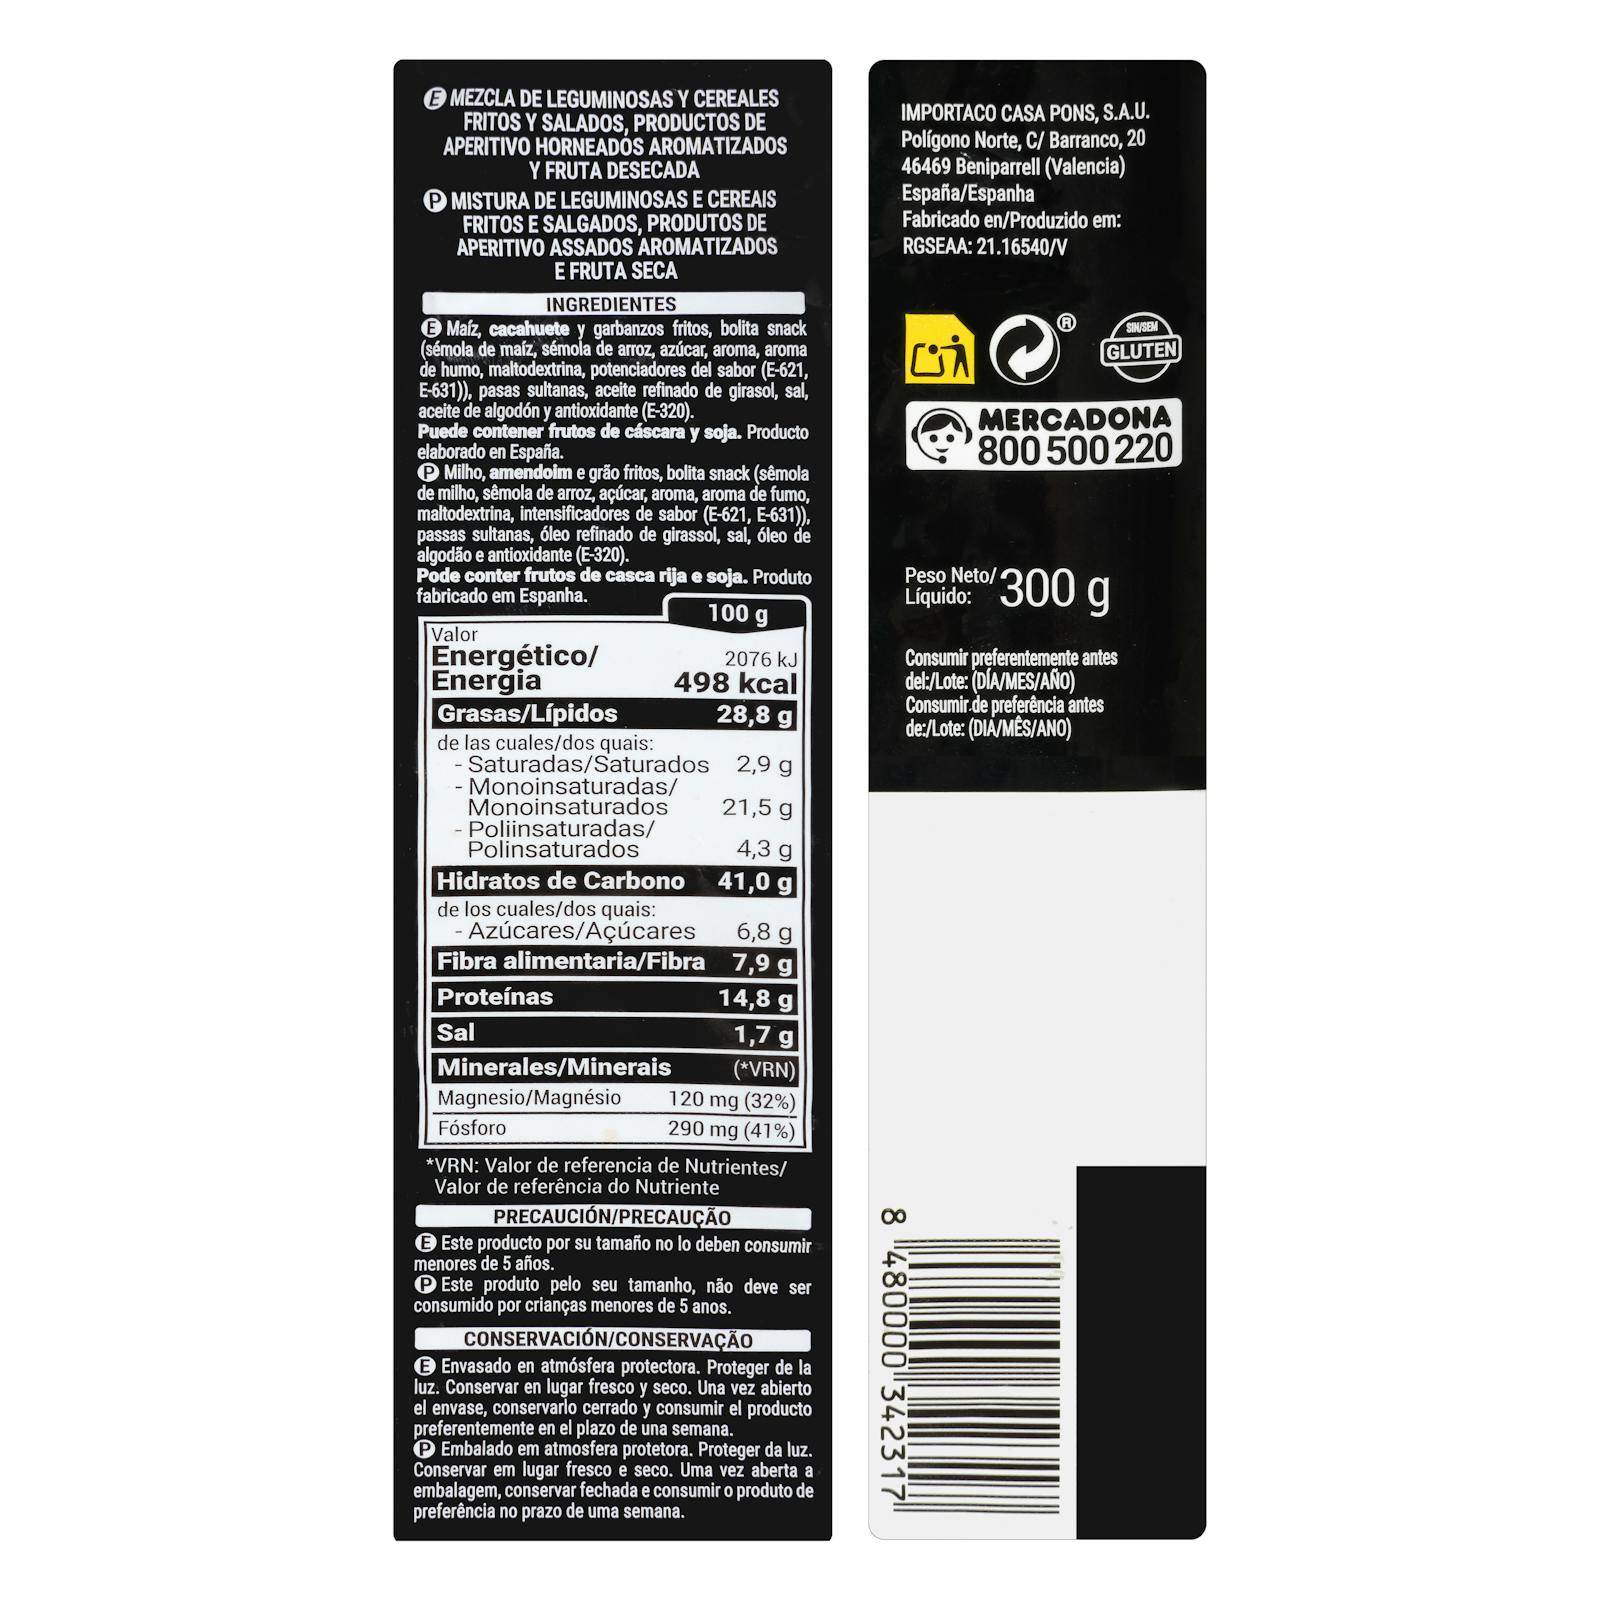 E MEZCLA DE LEGUMINOSAS Y CEREALES
FRITOS Y SALADOS, PRODUCTOS DE
APERITIVO HORNEADOS AROMATIZADOS
Y FRUTA DESECADA
P MISTURA DE LEGUMINOSAS E CEREAIS
FRITOS E SALGADOS, PRODUTOS DE
APERITIVO ASSADOS AROMATIZADOS
E FRUTA SECA
INGREDIENTES
E Maíz, cacahuete y garbanzos fritos, bolita snack
(sémola de maíz, sémola de arroz, azúcar, aroma, aroma
de humo, maltodextrina, potenciadores del sabor (E-621,
E-631)), pasas sultanas, aceite refinado de girasol, sal,
aceite de algodón y antioxidante (E-320).
Puede contener frutos de cáscara y soja. Producto
elaborado en España.
P Milho, amendoim e grão fritos, bolita snack (sêmola
de milho, sêmola de arroz, açúcar, aroma, aroma de fumo,
maltodextrina, intensificadores de sabor (E-621, E-631)),
passas sultanas, óleo refinado de girassol, sal, óleo de
algodão e antioxidante (E-320).
Pode conter frutos de casca rija e soja. Produto
fabricado em Espanha.
100 g
Valor
Energético/
Energia
2076 kJ
498 kcal
Grasas/Lípidos 28,8 g
de las cuales/dos quais:
- Saturadas/Saturados 2,9 g
- Monoinsaturadas/
Monoinsaturados 21,5 g
- Poliinsaturadas/
Polinsaturados 4,3 g
Hidratos de Carbono 41,0 g
de los cuales/dos quais:
- Azúcares/Açúcares 6,8 g
Fibra alimentaria/Fibra 7,9 g
Proteínas 14,8 g
Sal 1,7 g
Minerales/Minerais (*VRN)
Magnesio/Magnésio 120 mg (32%)
Fósforo 290 mg (41%)
*VRN: Valor de referencia de Nutrientes/
Valor de referência do Nutriente
PRECAUCIÓN/PRECAUÇÃO
E Este producto por su tamaño no lo deben consumir
menores de 5 años.
P Este produto pelo seu tamanho, não deve ser
consumido por crianças menores de 5 anos.
CONSERVACIÓN/CONSERVAÇÃO
E Envasado en atmósfera protectora. Proteger de la
luz. Conservar en lugar fresco y seco. Una vez abierto
el envase, conservarlo cerrado y consumir el producto
preferentemente en el plazo de una semana.
P Embalado em atmosfera protetora. Proteger da luz.
Conservar em lugar fresco e seco. Uma vez aberta a
embalagem, conservar fechada e consumir o produto de
preferência no prazo de uma semana.
IMPORTACO CASA PONS, S.A.U.
Polígono Norte, C/ Barranco, 20
46469 Beniparrell (Valencia)
España/Espanha
Fabricado en/Produzido em:
RGSEAA: 21.16540/V
®
SIN/SEM
GLUTEN
MERCADONA
800 500 220
Peso Neto/
Líquido: 300 g
Consumir preferentemente antes
del:/Lote: (DÍA/MES/AÑO)
Consumir de preferência antes
de:/Lote: (DIA/MÊS/ANO)
8 480000 342317